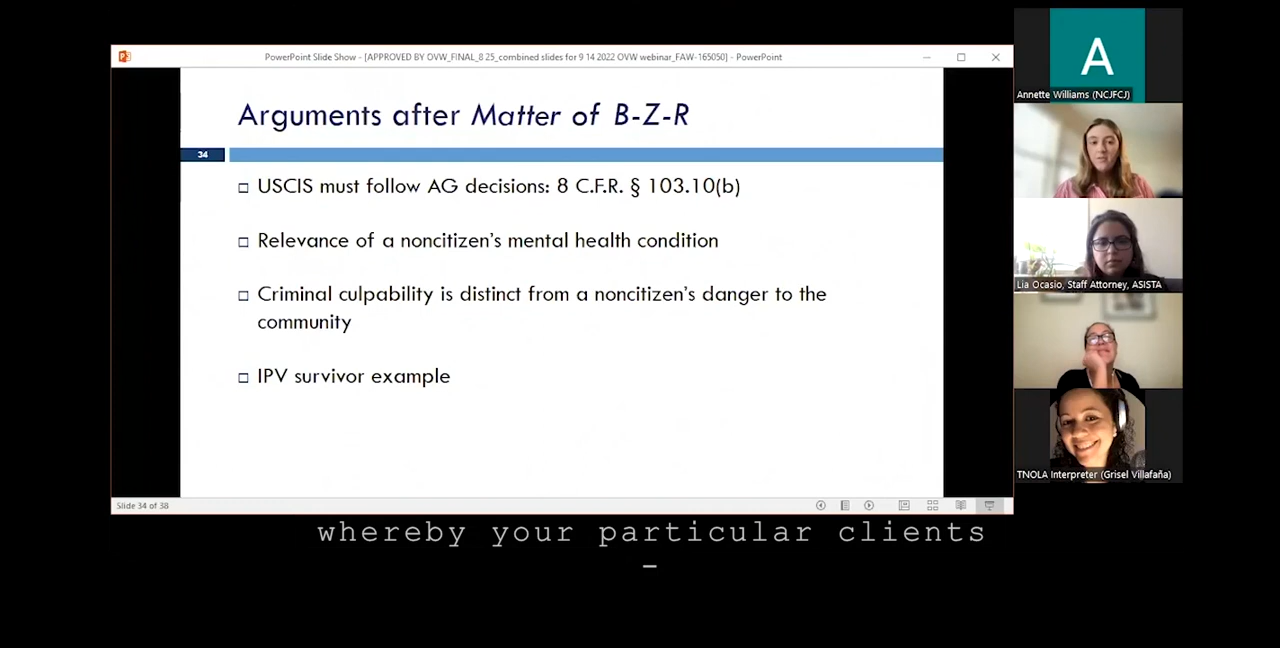 PowerPoint Slide Show - [APPROVED BY OVW_FINAL_8 25_combined slides for 9 14 2022 OVW webinar_FAW-165050] - PowerPoint
Arguments after Matter of B-Z-R
34
USCIS must follow AG decisions: 8 C.F.R. § 103.10(b)
Relevance of a noncitizen’s mental health condition
Criminal culpability is distinct from a noncitizen’s danger to the
community
IPV survivor example
Slide 34 of 38
A
Annette Williams (NCJFCJ)
Lia Ocasio, Staff Attorney, ASISTA
TNOLA Interpreter (Grisel Villafaña)
whereby your particular clients
_